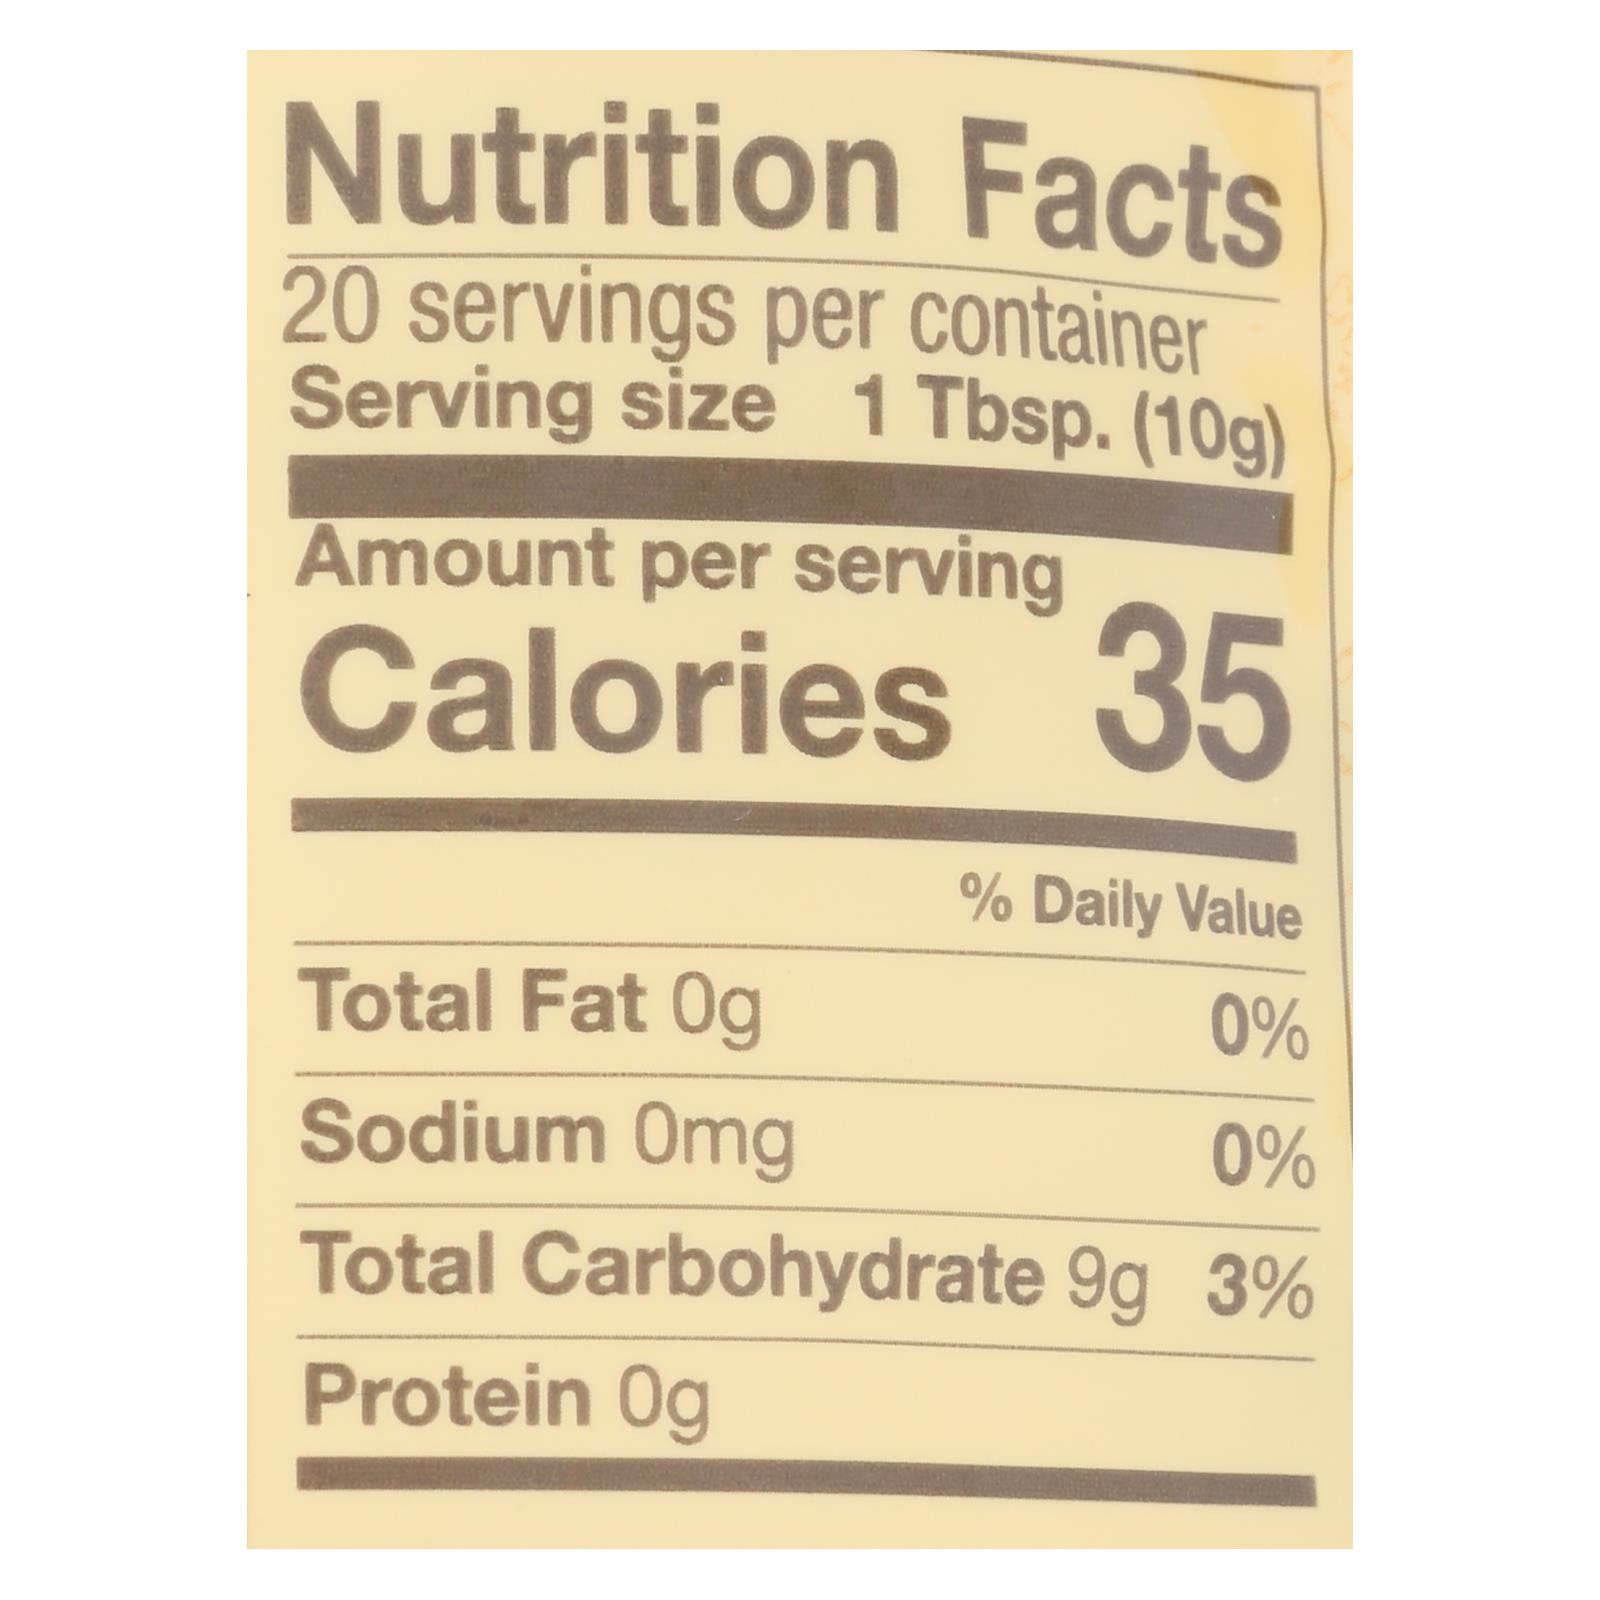 Nutrition Facts
20 servings per container
Serving size 1 Tbsp. (10g)
Amount per serving
Calories 35
% Daily Value
Total Fat 0g 0%
Sodium 0mg 0%
Total Carbohydrate 9g 3%
Protein 0g